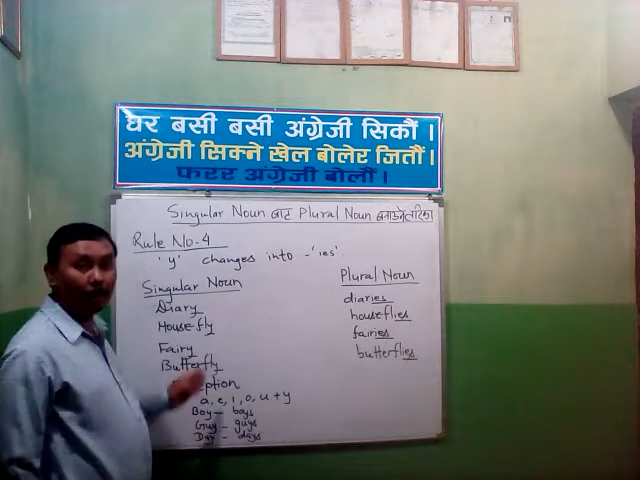 घर बसी बसी अंग्रेजी सिकौं ।
अंग्रेजी सिक्ने खेल बोलेर जितौं ।
फरर अंग्रेजी बोलौं ।
Singular Noun बाट Plural Noun बनाउने तरिका
Rule No-4
'y' changes into -'ies'.
Singular Noun Plural Noun
Diary diaries
House-fly houseflies
Fairy fairies
Butterfly butterflies
a, e, i, o, u + y
Boy – boys
Guy – guys
Day – days